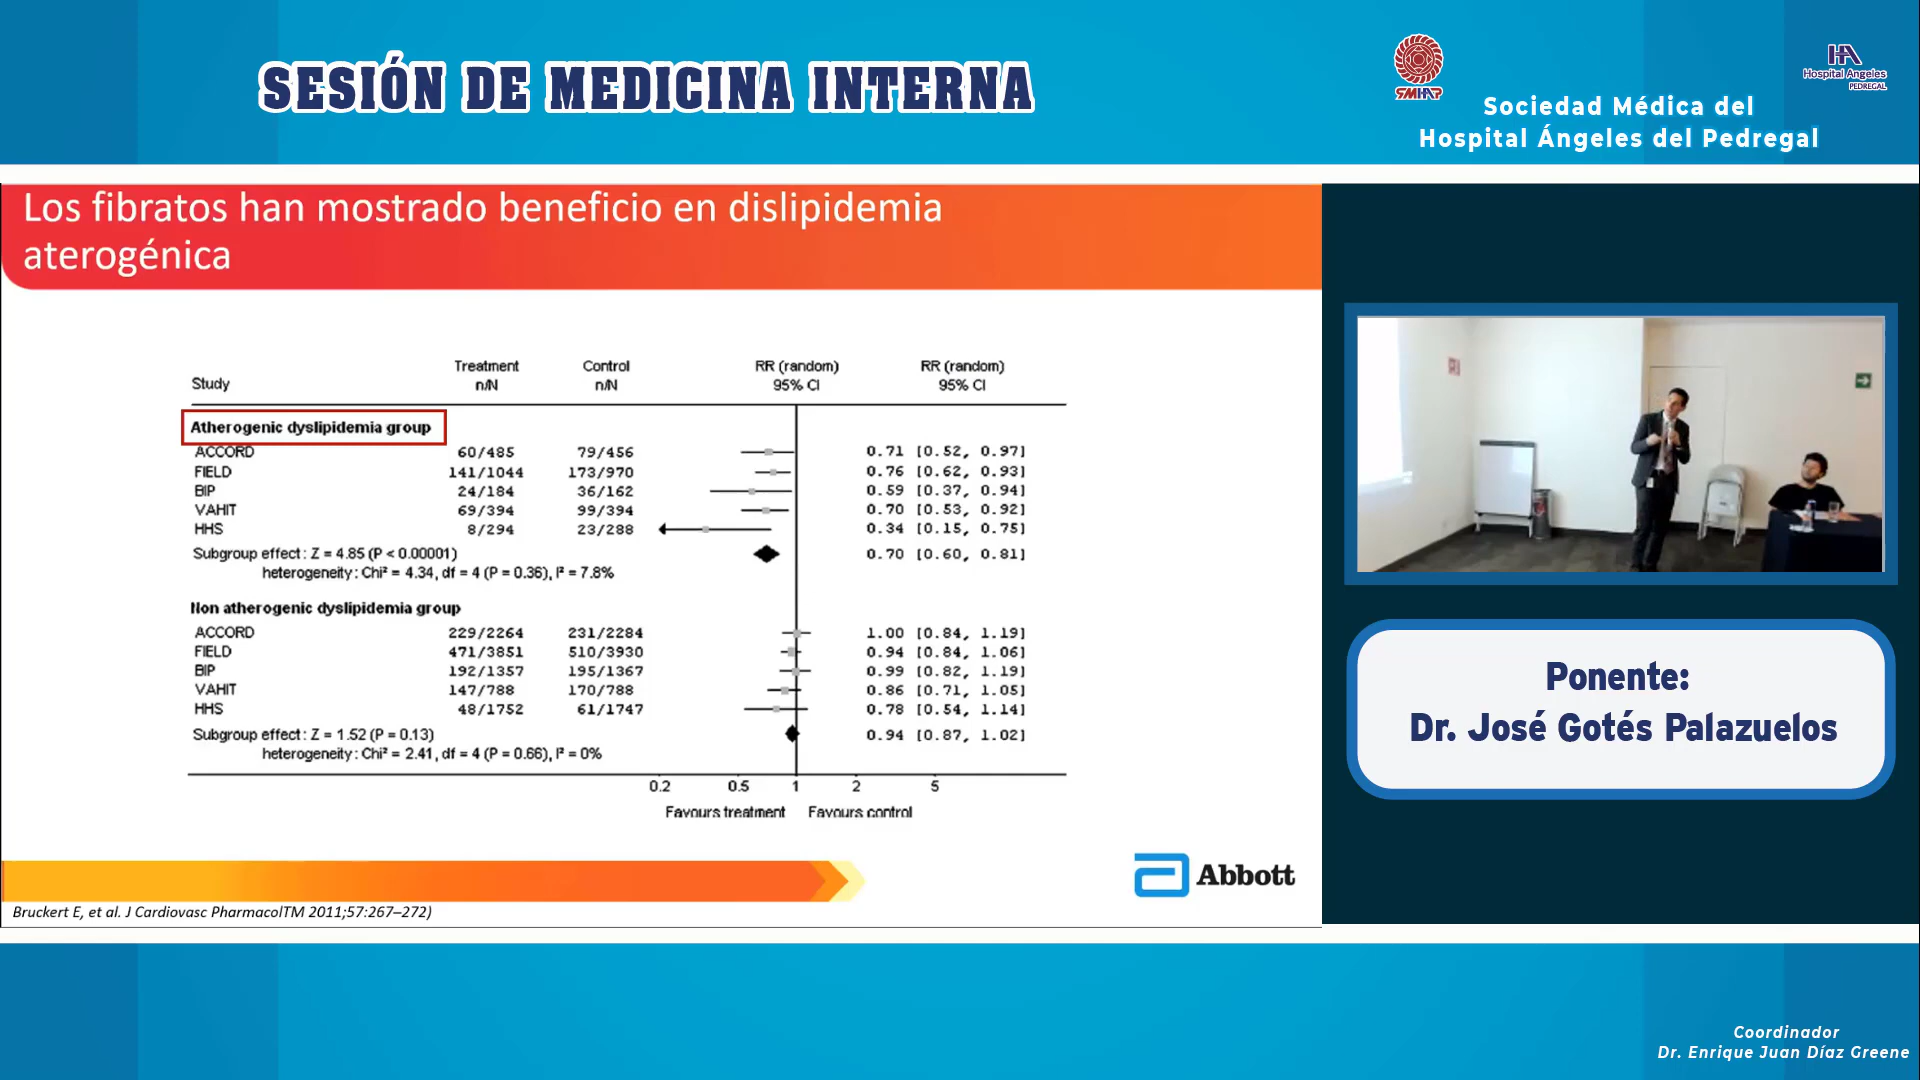 SESIÓN DE MEDICINA INTERNA
SMHAP
Sociedad Médica del
Hospital Ángeles del Pedregal
HA
Hospital Angeles
PEDREGAL
Los fibratos han mostrado beneficio en dislipidemia
aterogénica
Study Treatment n/N Control n/N RR (random) 95% CI RR (random) 95% CI
Atherogenic dyslipidemia group
ACCORD 60/485 79/456 0.71 [0.52, 0.97]
FIELD 141/1044 173/970 0.76 [0.62, 0.93]
BIP 24/184 36/162 0.59 [0.37, 0.94]
VAHIT 69/394 99/394 0.70 [0.53, 0.92]
HHS 8/294 23/288 0.34 [0.15, 0.75]
Subgroup effect: Z = 4.85 (P < 0.00001) 0.70 [0.60, 0.81]
heterogeneity: Chi² = 4.34, df = 4 (P = 0.36), I² = 7.8%
Non atherogenic dyslipidemia group
ACCORD 229/2264 231/2284 1.00 [0.84, 1.19]
FIELD 471/3851 510/3930 0.94 [0.84, 1.06]
BIP 192/1357 195/1367 0.99 [0.82, 1.19]
VAHIT 147/788 170/788 0.86 [0.71, 1.05]
HHS 48/1752 61/1747 0.78 [0.54, 1.14]
Subgroup effect: Z = 1.52 (P = 0.13) 0.94 [0.87, 1.02]
heterogeneity: Chi² = 2.41, df = 4 (P = 0.66), I² = 0%
0.2 0.5 1 2 5
Favours treatment Favours control
Abbott
Bruckert E, et al. J Cardiovasc PharmacolTM 2011;57:267–272)
Ponente:
Dr. José Gotés Palazuelos
Coordinador
Dr. Enrique Juan Díaz Greene